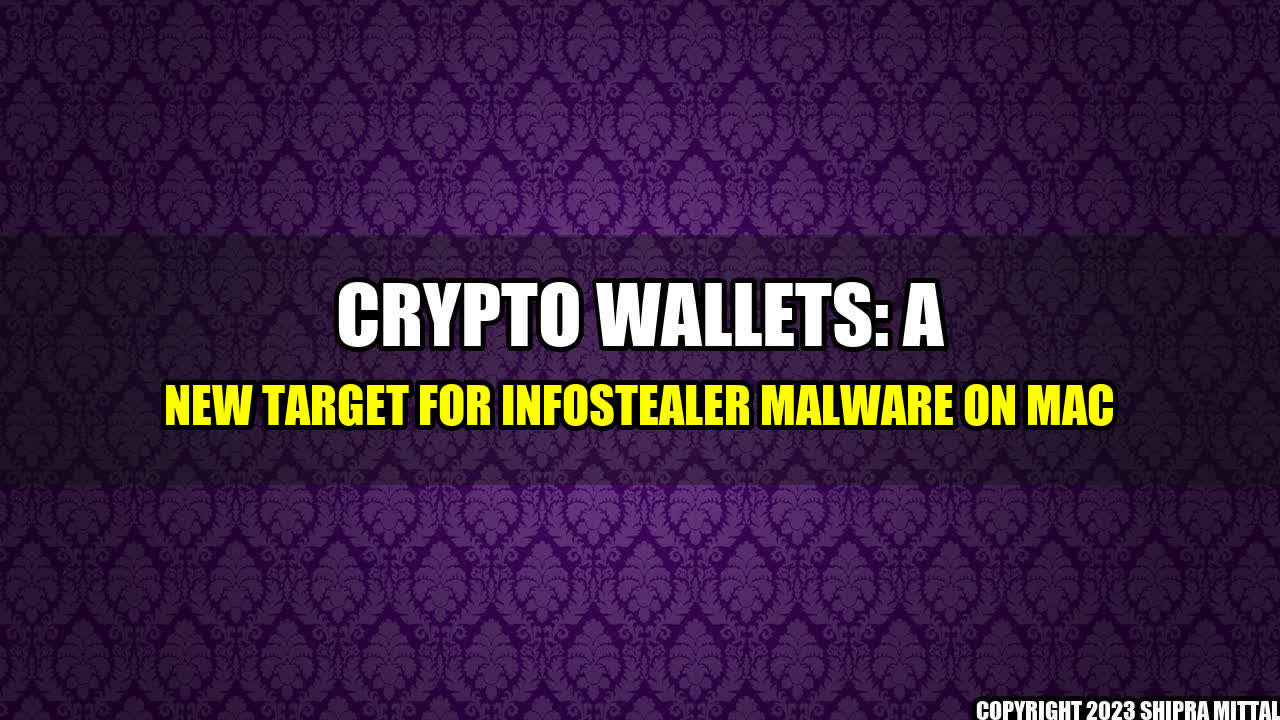 CRYPTO WALLETS: A
NEW TARGET FOR INFOSTEALER MALWARE ON MAC
COPYRIGHT 2023 SHIPRA MITTAL